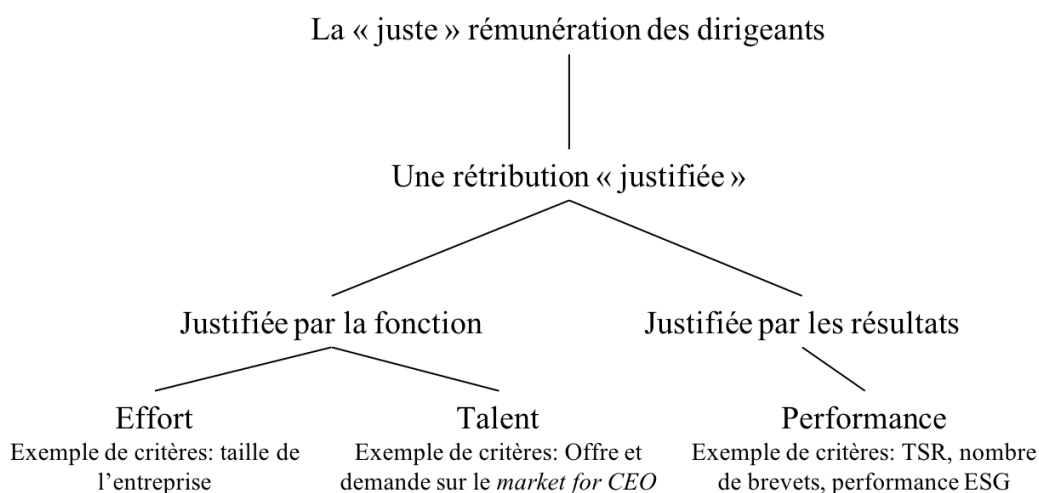 La « juste » rémunération des dirigeants
Une rétribution « justifiée »
Justifiée par la fonction
Justifiée par les résultats
Effort
Exemple de critères: taille de
l’entreprise
Talent
Exemple de critères: Offre et
demande sur le market for CEO
Performance
Exemple de critères: TSR, nombre
de brevets, performance ESG